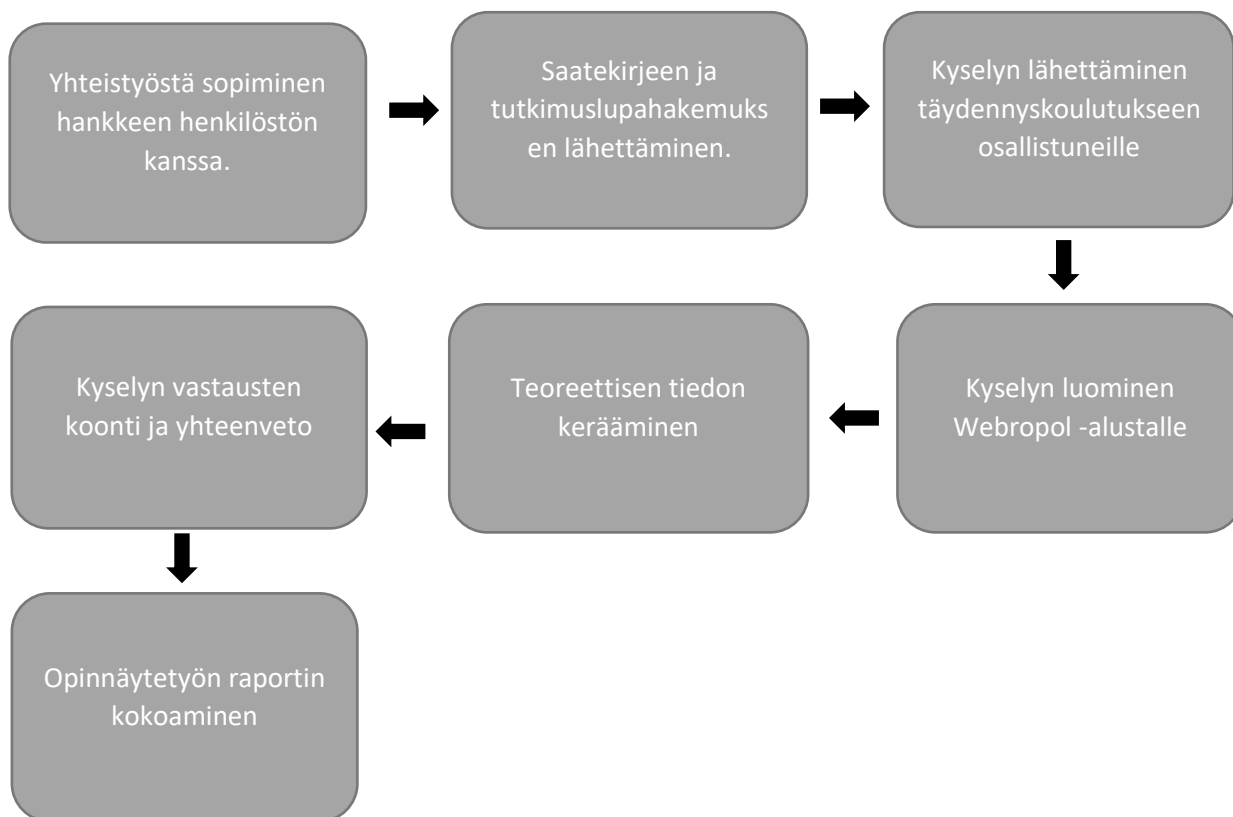 Yhteistyöstä sopiminen
hankkeen henkilöstön
kanssa.
Saatekirjeen ja
tutkimuslupahakemuks
en lähettäminen.
Kyselyn lähettäminen
täydennyskoulutukseen
osallistuneille
Kyselyn luominen
Webropol -alustalle
Teoreettisen tiedon
kerääminen
Kyselyn vastausten
koonti ja yhteenveto
Opinnäytetyön raportin
kokoaminen